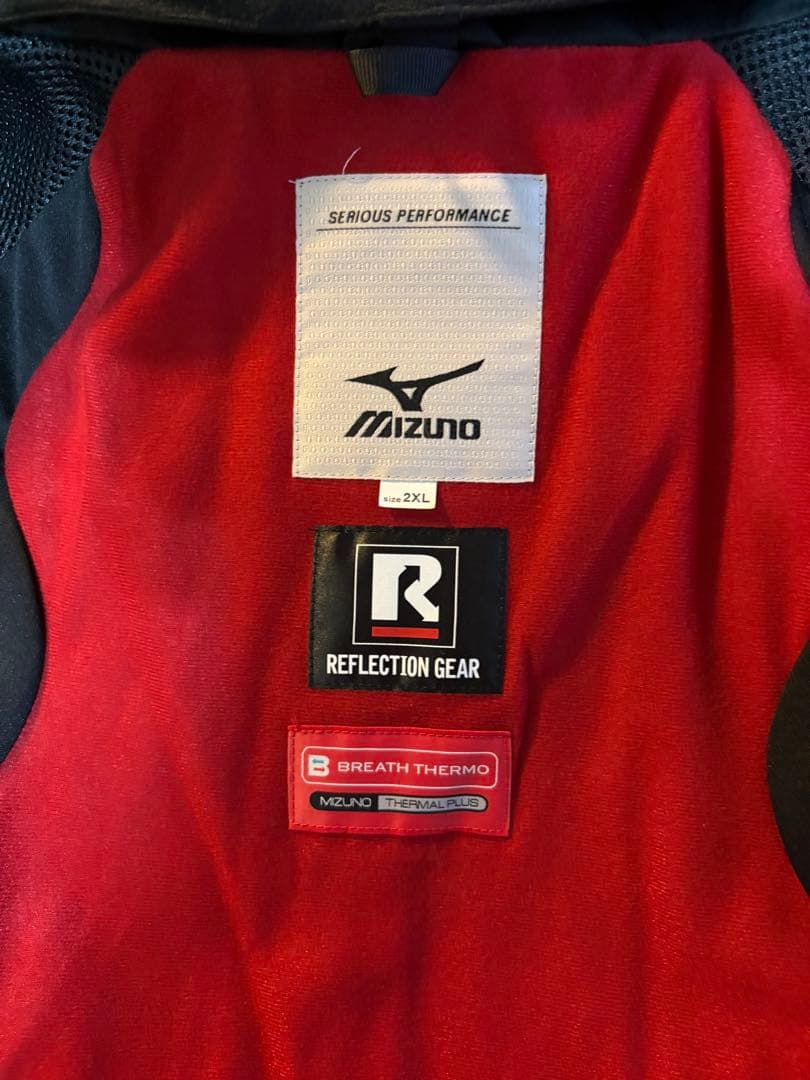 SERIOUS PERFORMANCE
MIZUNO
size 2XL
R
REFLECTION GEAR
B BREATH THERMO
MIZUNO THERMAL PLUS